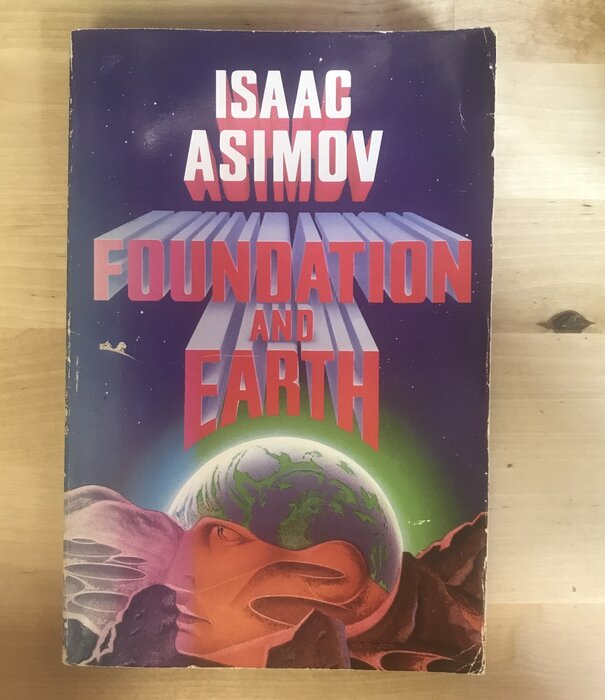 ISAAC
ASIMOV
FOUNDATION
AND
EARTH